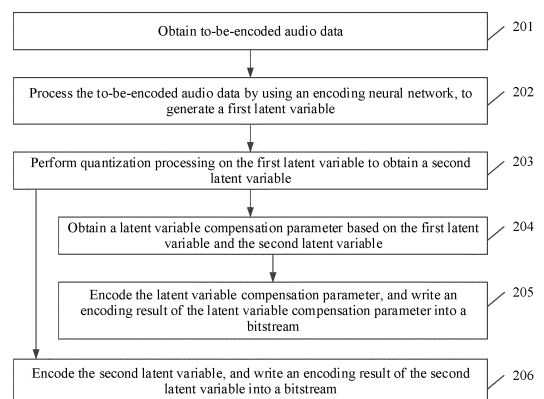 Obtain to-be-encoded audio data
201
Process the to-be-encoded audio data by using an encoding neural network, to
generate a first latent variable
202
Perform quantization processing on the first latent variable to obtain a second
latent variable
203
Obtain a latent variable compensation parameter based on the first latent
variable and the second latent variable
204
Encode the latent variable compensation parameter, and write an
encoding result of the latent variable compensation parameter into a
bitstream
205
Encode the second latent variable, and write an encoding result of the second
latent variable into a bitstream
206